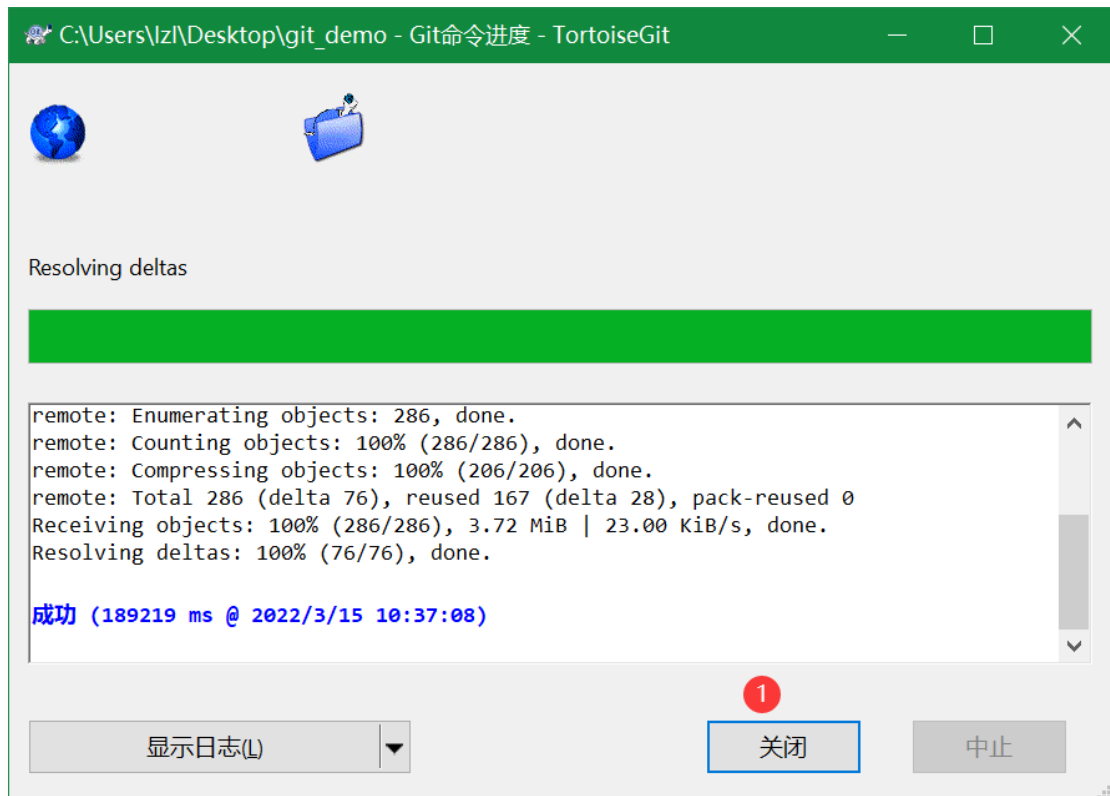 C:\Users\lzl\Desktop\git_demo - Git命令进度 - TortoiseGit
Resolving deltas
remote: Enumerating objects: 286, done.
remote: Counting objects: 100% (286/286), done.
remote: Compressing objects: 100% (206/206), done.
remote: Total 286 (delta 76), reused 167 (delta 28), pack-reused 0
Receiving objects: 100% (286/286), 3.72 MiB | 23.00 KiB/s, done.
Resolving deltas: 100% (76/76), done.
成功 (189219 ms @ 2022/3/15 10:37:08)
1
显示日志(L)
关闭
中止